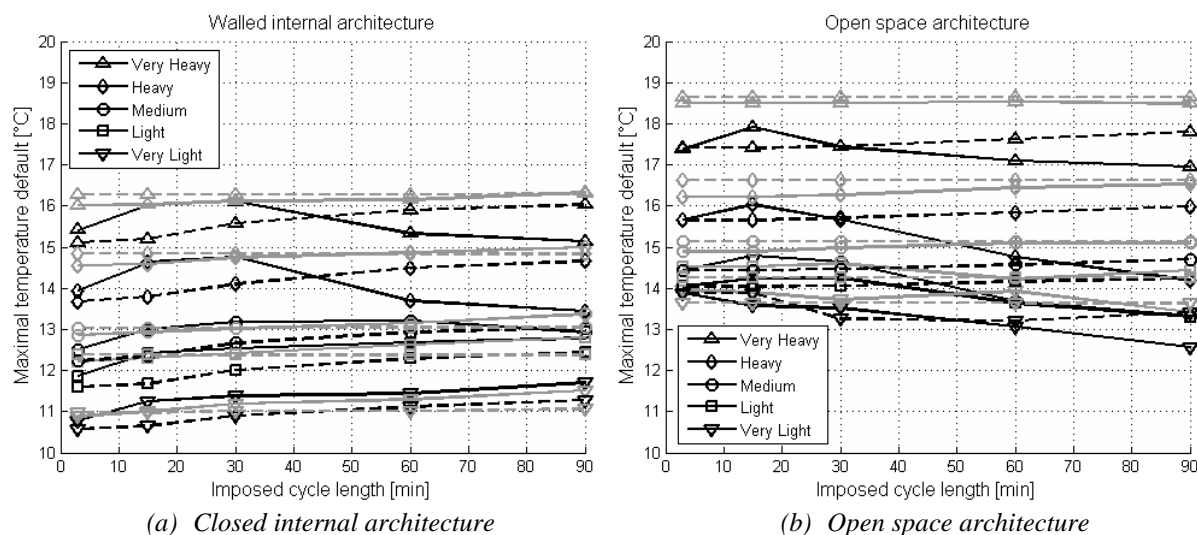 Walled internal architecture
20
19
18
17
16
15
14
13
12
11
10
Maximal temperature default [°C]
Very Heavy
Heavy
Medium
Light
Very Light
0 10 20 30 40 50 60 70 80 90
Imposed cycle length [min]
(a) Closed internal architecture
Open space architecture
20
19
18
17
16
15
14
13
12
11
10
Maximal temperature default [°C]
Very Heavy
Heavy
Medium
Light
Very Light
0 10 20 30 40 50 60 70 80 90
Imposed cycle length [min]
(b) Open space architecture